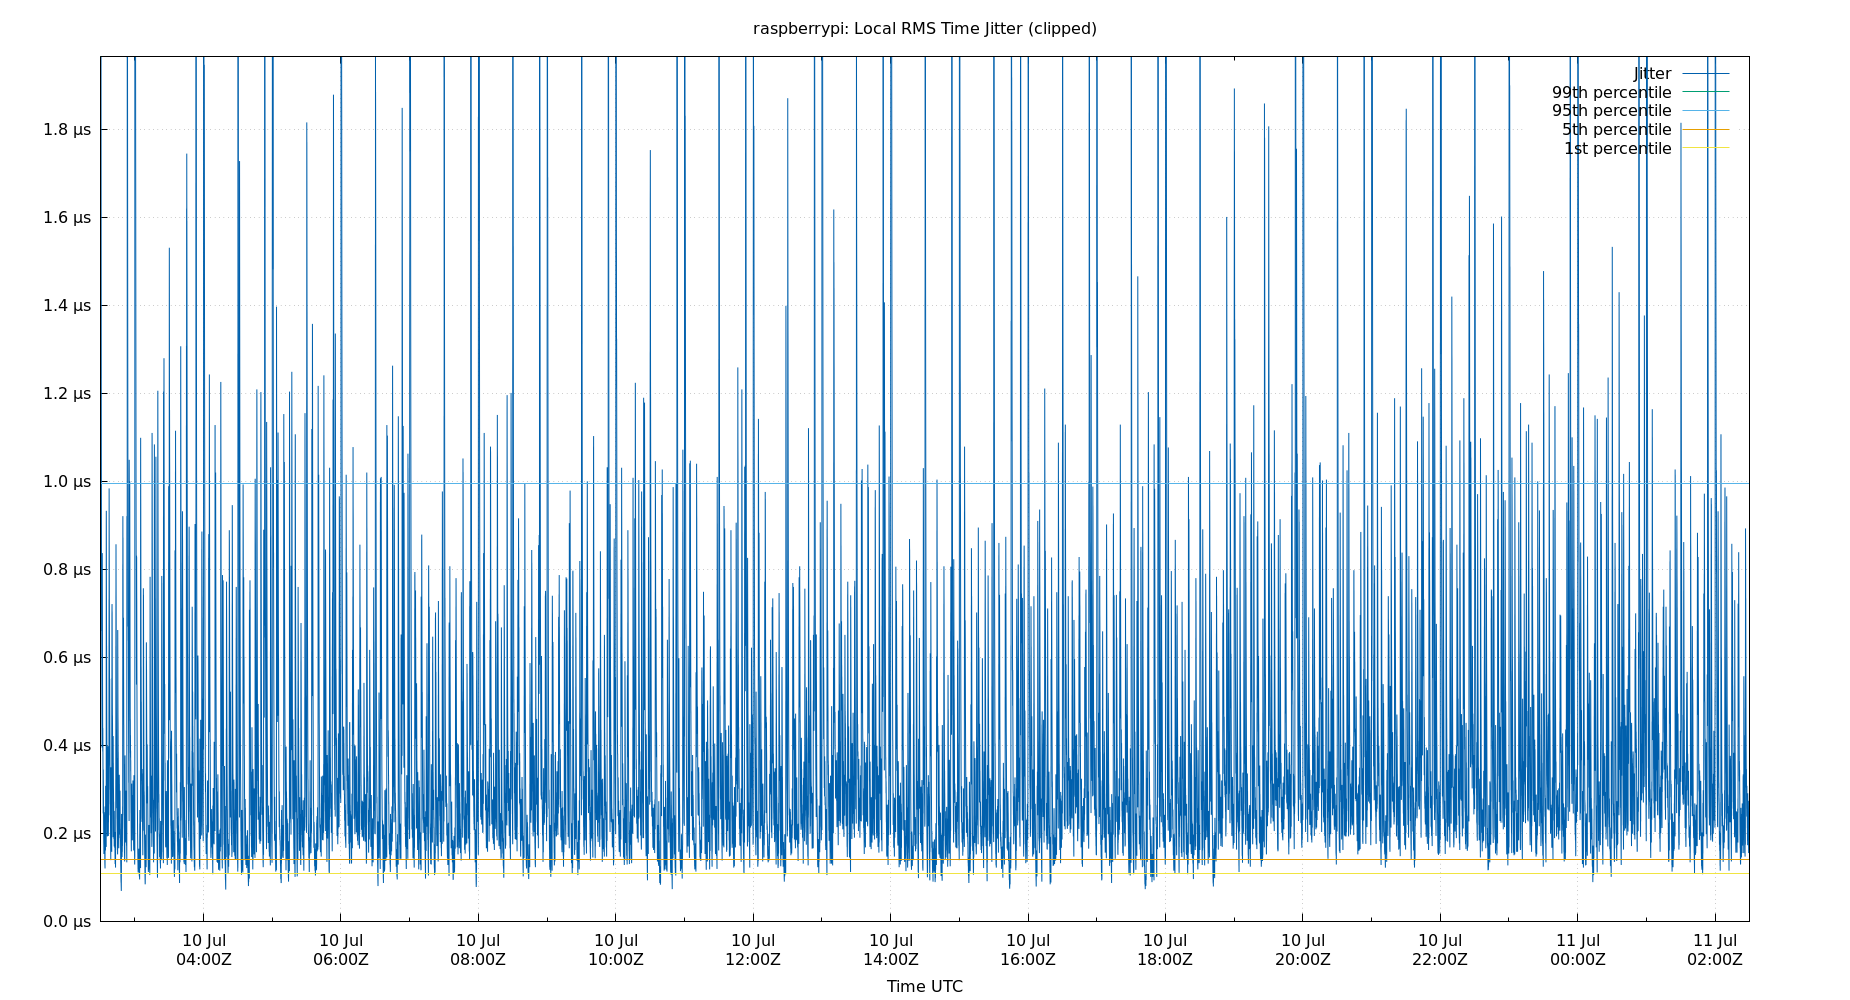 raspberrypi: Local RMS Time Jitter (clipped)
Jitter
99th percentile
95th percentile
5th percentile
1st percentile
1.8 µs
1.6 µs
1.4 µs
1.2 µs
1.0 µs
0.8 µs
0.6 µs
0.4 µs
0.2 µs
0.0 µs
10 Jul 10 Jul 10 Jul 10 Jul 10 Jul 10 Jul 10 Jul 10 Jul 10 Jul 10 Jul 11 Jul 11 Jul
04:00Z 06:00Z 08:00Z 10:00Z 12:00Z 14:00Z 16:00Z 18:00Z 20:00Z 22:00Z 00:00Z 02:00Z
Time UTC